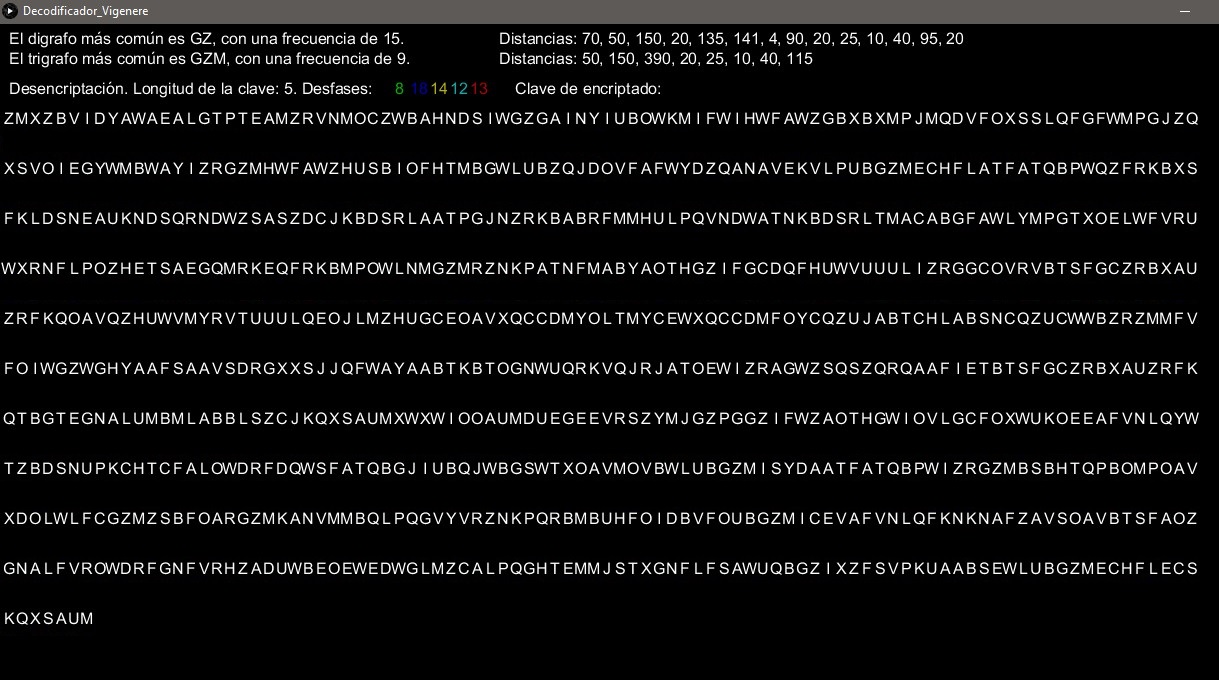 Decodificador_Vigenere
El digrafo más común es GZ, con una frecuencia de 15. Distancias: 70, 50, 150, 20, 135, 141, 4, 90, 20, 25, 10, 40, 95, 20
El trigrafo más común es GZM, con una frecuencia de 9. Distancias: 50, 150, 390, 20, 25, 10, 40, 115
Desencriptación. Longitud de la clave: 5. Desfases: 8 18 14 12 13 Clave de encriptado:
ZMXZBVIDYAWAEALGTPTEAMZRVNMOCZWBAHNDSIWGZGAINYIUBOWKMIFWIHWFAWZGBXBXMPJMQDVFOXSSLQFGFWMPGJZQ
XSVOIEGYWMBWAYIZRGZMHWFAWZHUSBIOFHTMBGWLUBZQJDOVFAFWYDZQANAVEKVLPUBGZMECHFLATFATQBPWQZFRKBXS
FKLDSNEAUKNDSQRNDWZSASZDCJKBDSRLAATPGJNZRKBABRFMMHULPQVNDWATNKBDSRLTMACABGFAWLYMPGTXOELWFVRU
WXRNFLPOZHETSAEGQMRKEQFRKBMPOWLNMGZMRZNKPATNFMABYAOTHGZIFGCDQFHUWVUUULIZRGGCOVRVBTSFGCZRBXAU
ZRFKQOAVQZHUWVMYRVTUUULQEOJLMZHUGCEOAVXQCCDMYOLTMYCEWXQCCDMFOYCQZUJABTCHLABSNCQZUCWWBZRZMMFV
FOIWGZWGHYAAFSAAVSDRGXXSJJQFWAYAABTKBTOGNWUQRKVQJRJATOEWIZRAGWZSQSZQRQAAFIETBTSFGCZRBXAUZRFK
QTBGTEGNALUMBMLABBLSZCJKQXSAUMXWXWIOOAUMDUEGEEVRSZYMJGZPGGZIFWZAOTHGWIOVLGCFOXWUKOEEAFVNLQYW
TZBDSNUPKCHTCFALOWDRFDQWSFATQBGJIUBQJWBGSWTXOAVMOVBWLUBGZMISYDAATFATQBPWIZRGZMBSBHTQPBOMPOAV
XDOLWLFCGZMZSBFOARGZMKANVMMBQLPQGVYVRZNKPQRBMBUHFOIDBVFOUBGZMICEVAFVNLQFKNKNAFZAVSOAVBTSFAOZ
GNALFVROWDRFGNFVRHZADUWBEOEWEDWGLMZCALPQGHTEMMJSTXGNFLFSAWUQBGZIXZFSVPKUAABSEWLUBGZMECHFLECS
KQXSAUM